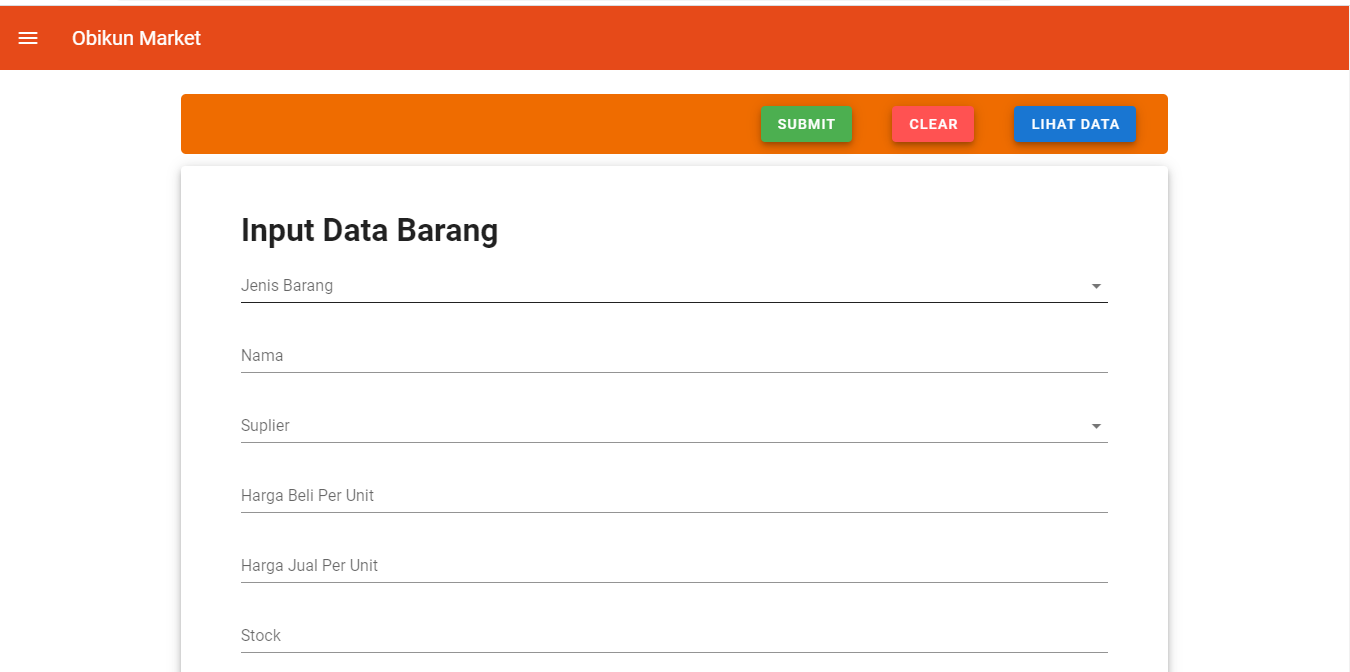 Obikun Market
SUBMIT CLEAR LIHAT DATA
Input Data Barang
Jenis Barang
Nama
Suplier
Harga Beli Per Unit
Harga Jual Per Unit
Stock